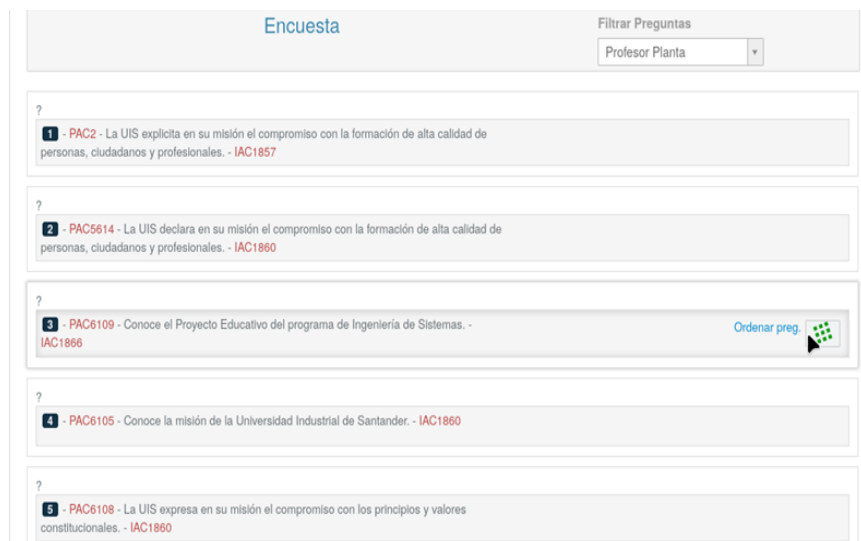 Encuesta
Filtrar Preguntas
Profesor Planta
?
1 - PAC2 - La UIS explicita en su misión el compromiso con la formación de alta calidad de
personas, ciudadanos y profesionales. - IAC1857
?
2 - PAC5614 - La UIS declara en su misión el compromiso con la formación de alta calidad de
personas, ciudadanos y profesionales. - IAC1860
?
3 - PAC6109 - Conoce el Proyecto Educativo del programa de Ingeniería de Sistemas. -
IAC1866
Ordenar preg.
?
4 - PAC6105 - Conoce la misión de la Universidad Industrial de Santander. - IAC1860
?
5 - PAC6108 - La UIS expresa en su misión el compromiso con los principios y valores
constitucionales. - IAC1860